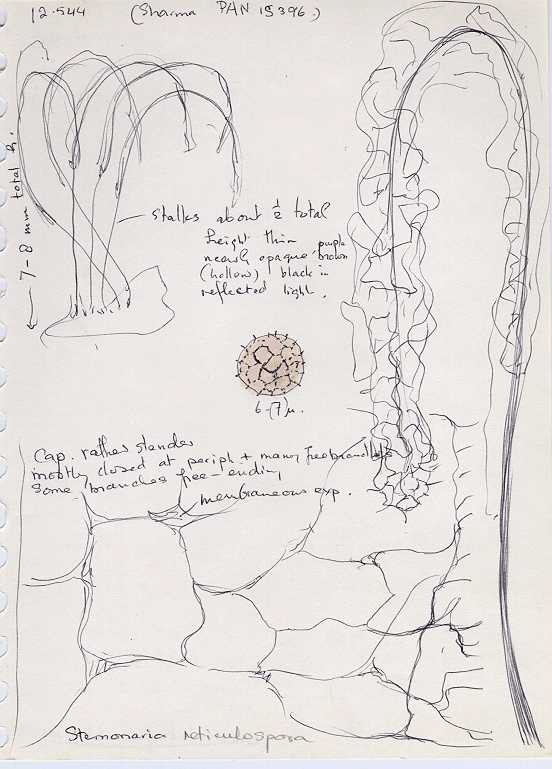 12.544 (Sharma PAN 15396.)
7-8 mm total h.
Stalks about ½ total
height thin purple
nearly opaque brown
(hollow) black in
reflected light.
6-(7)µ.
Cap. rather slender
mostly closed at periph + many free branchlets
some branches free-ending
membraneous exp.
Stemonaria reticulospora